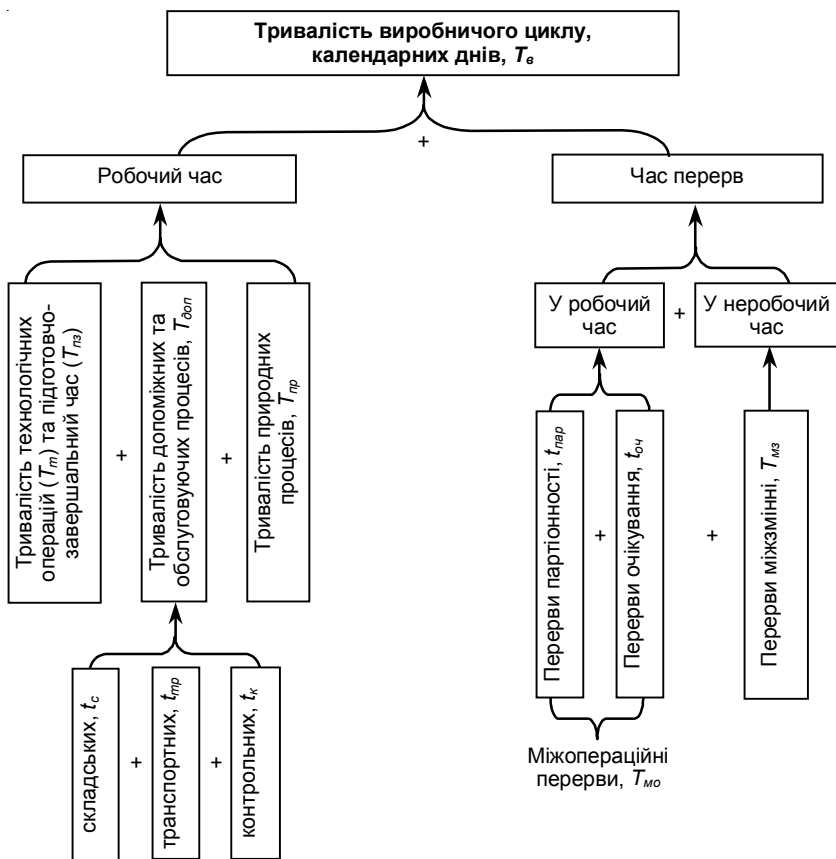 Тривалість виробничого циклу,
календарних днів, Tв
+
Робочий час
Час перерв
Тривалість технологічних
операцій (Tт) та підготовчо-
завершальний час (Tпз)
+
Тривалість допоміжних та
обслуговуючих процесів, Tдоп
+
Тривалість природних
процесів, Tпр
У робочий
час
+
У неробочий
час
Перерви партіонності, tпар
+
Перерви очікування, tоч
+
Перерви міжзмінні, Tмз
складських, tс
+
транспортних, tтр
+
контрольних, tк
Міжопераційні
перерви, Tмо